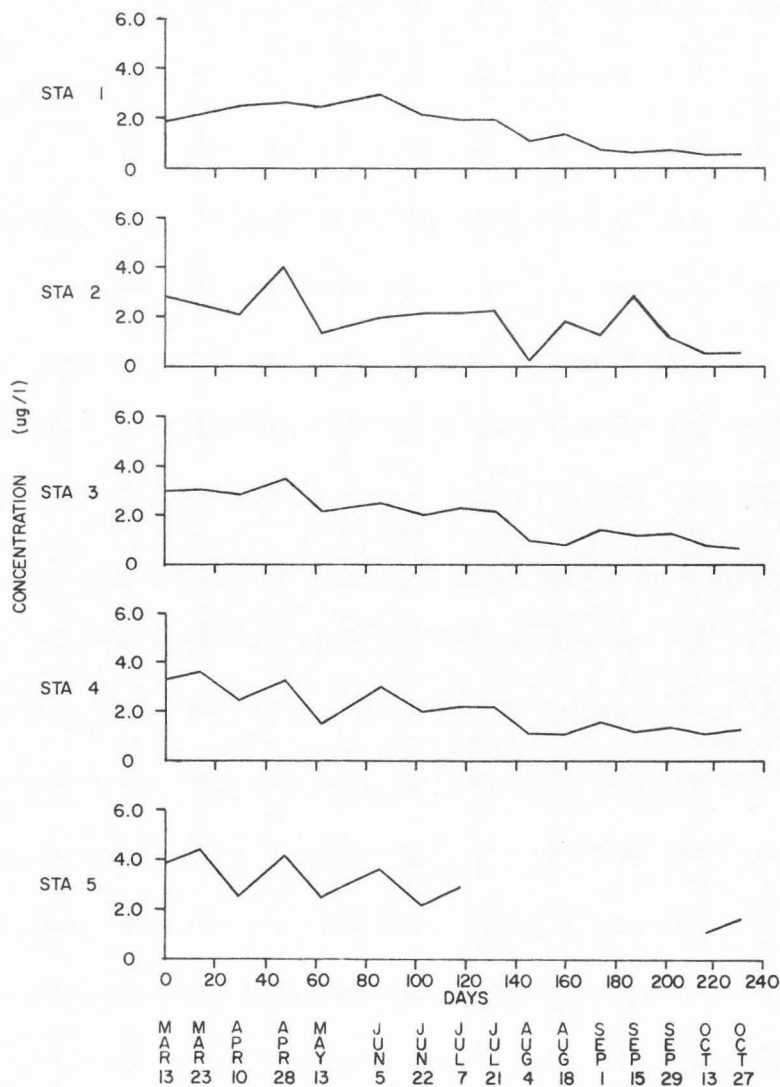 6.0
4.0
STA 1
2.0
0
6.0
4.0
STA 2
2.0
0
CONCENTRATION (ug/l)
6.0
4.0
STA 3
2.0
0
6.0
4.0
STA 4
2.0
0
6.0
4.0
STA 5
2.0
0
0 20 40 60 80 100 120 140 160 180 200 220 240
DAYS
MAR 13
MAR 23
APR 10
APR 28
MAY 13
JUN 5
JUN 22
JUL 7
JUL 21
AUG 4
AUG 18
SEP 1
SEP 15
SEP 29
OCT 13
OCT 27